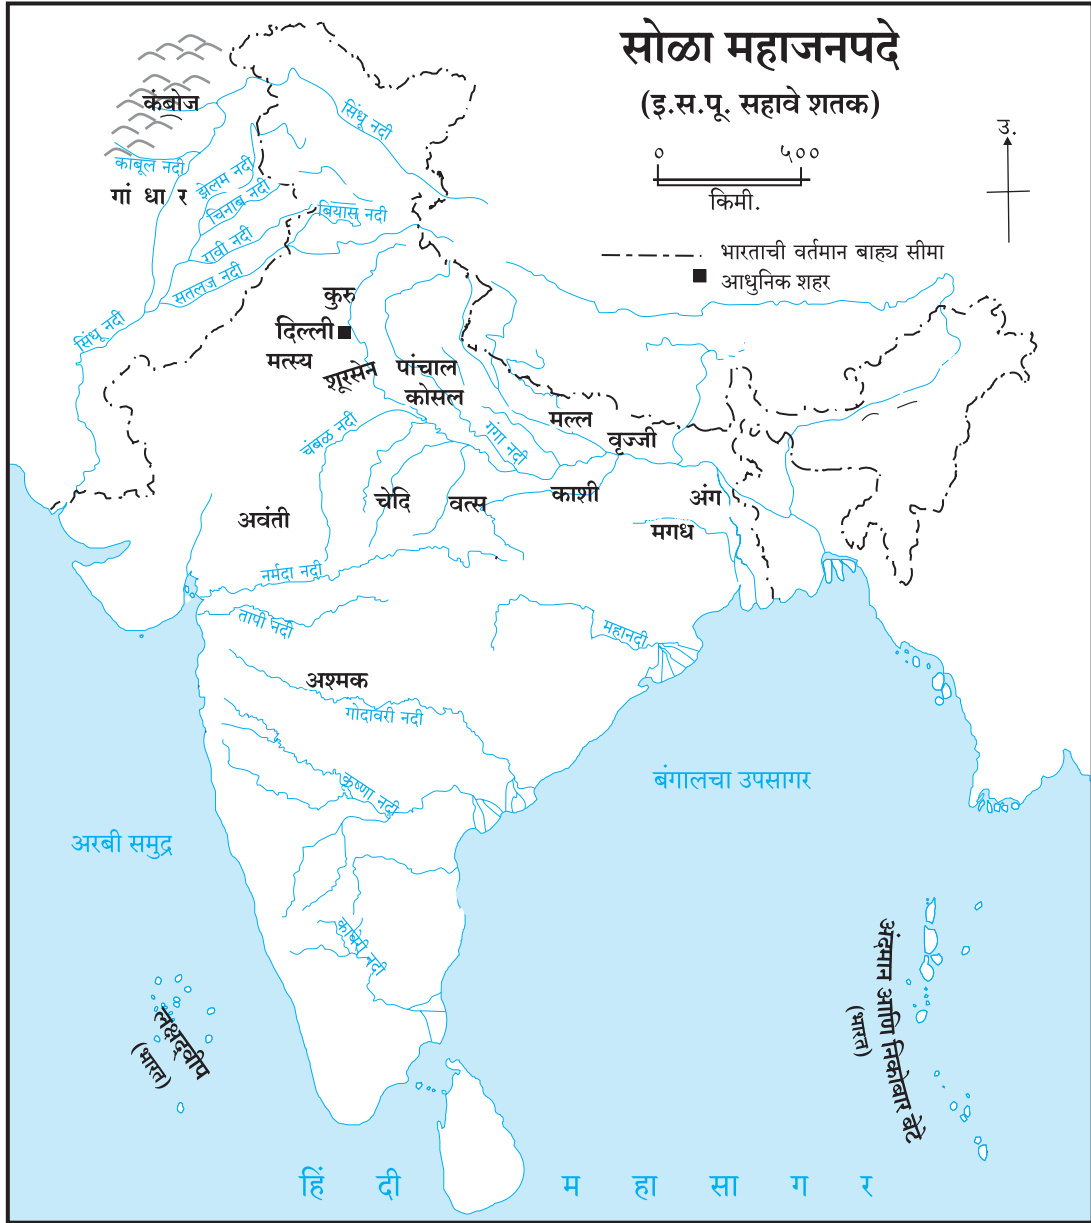 सोळा महाजनपदे
(इ.स.पू. सहावे शतक)
उ.
० ५००
किमी.
भारताची वर्तमान बाह्य सीमा
आधुनिक शहर
कंबोज
सिंधू नदी
काबूल नदी
गांधार
झेलम नदी
चिनाब नदी
बियास नदी
रावी नदी
सतलज नदी
सिंधू नदी
कुरु
दिल्ली
मत्स्य
शूरसेन
पांचाल
कोसल
चंबळ नदी
गंगा नदी
मल्ल
वृज्जी
अवंती
चेदि
वत्स
काशी
अंग
मगध
नर्मदा नदी
तापी नदी
महानदी
अश्मक
गोदावरी नदी
कृष्णा नदी
बंगालचा उपसागर
अरबी समुद्र
कावेरी नदी
लक्षद्वीप
(भारत)
अंदमान आणि निकोबार बेटे
(भारत)
हिंदी महासागर